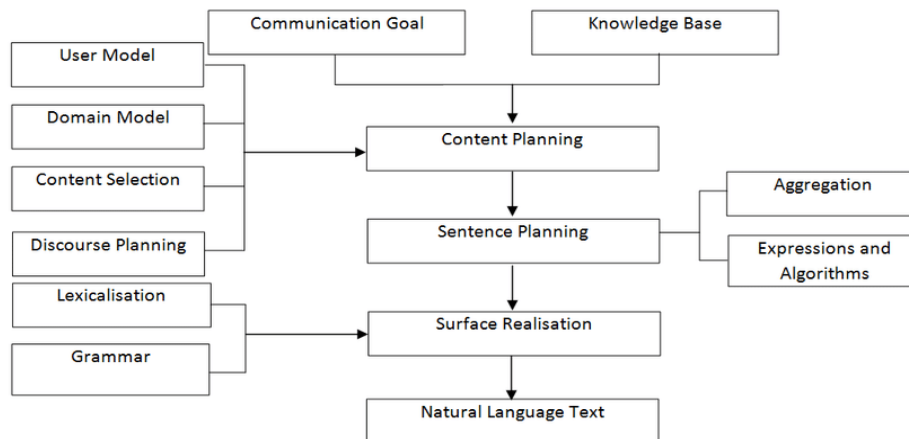 Communication Goal
Knowledge Base
User Model
Domain Model
Content Planning
Content Selection
Aggregation
Discourse Planning
Sentence Planning
Expressions and
Algorithms
Lexicalisation
Surface Realisation
Grammar
Natural Language Text